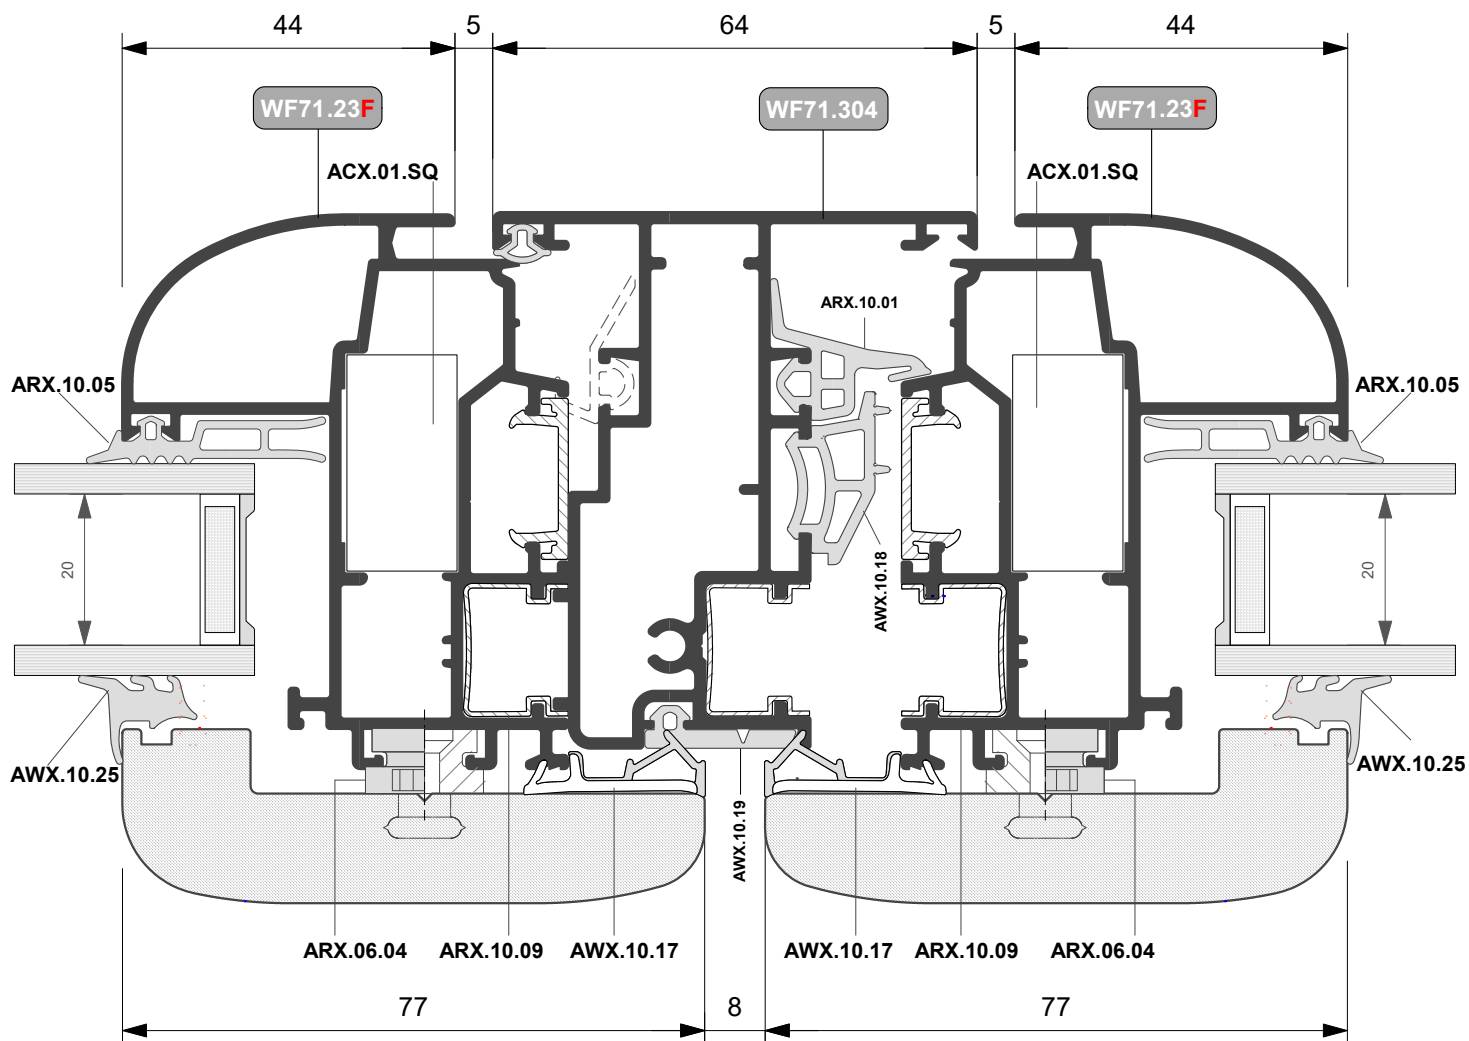 44 5 64 5 44
WF71.23F WF71.304 WF71.23F
ACX.01.SQ ACX.01.SQ
ARX.10.01
ARX.10.05 ARX.10.05
20 20
AWX.10.18
AWX.10.25 AWX.10.25
AWX.10.19
ARX.06.04 ARX.10.09 AWX.10.17 AWX.10.17 ARX.10.09 ARX.06.04
77 8 77